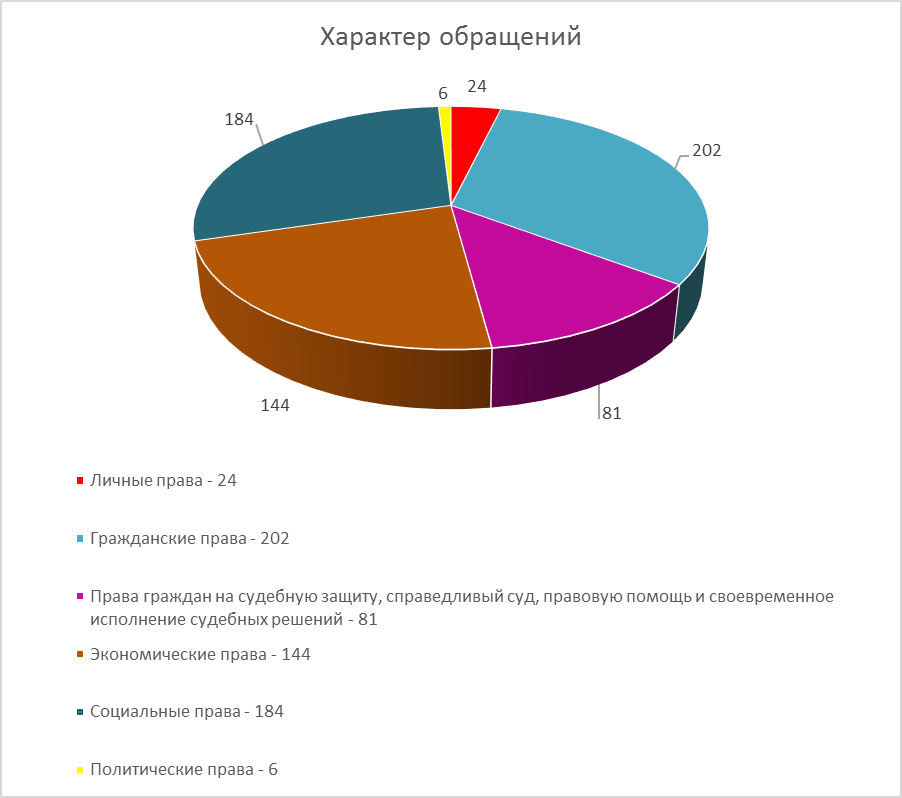 Характер обращений
6
24
184
202
144
81
Личные права - 24
Гражданские права - 202
Права граждан на судебную защиту, справедливый суд, правовую помощь и своевременное
исполнение судебных решений - 81
Экономические права - 144
Социальные права - 184
Политические права - 6